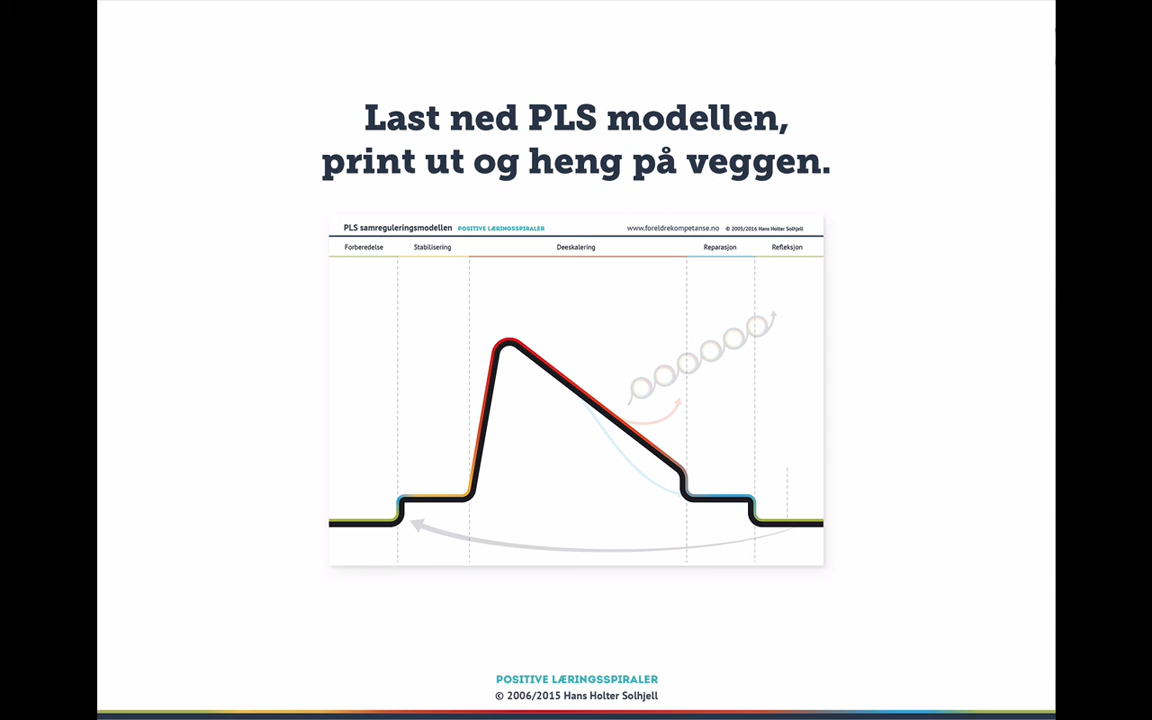 Last ned PLS modellen,
print ut og heng på veggen.
PLS samreguleringsmodellen POSITIVE LÆRINGSSPIRALER www.foreldrekompetanse.no © 2005/2016 Hans Holter Solhjell
Forberedelse Stabilisering Deeskalering Reparasjon Refleksjon
POSITIVE LÆRINGSSPIRALER
© 2006/2015 Hans Holter Solhjell